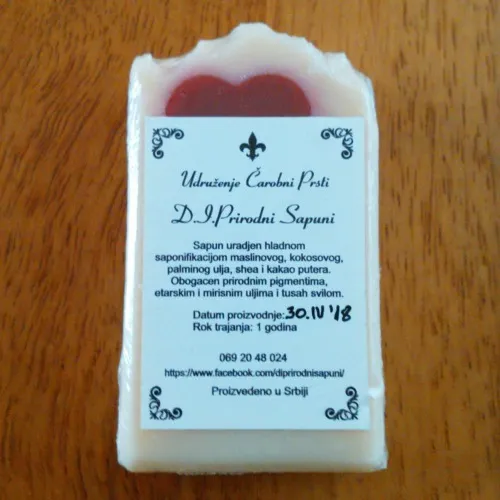 Udruženje Čarobni Prsti
D.I.Prirodni Sapuni
Sapun uradjen hladnom
saponifikacijom maslinovog, kokosovog,
palminog ulja, shea i kakao putera.
Obogacen prirodnim pigmentima,
etarskim i mirisnim uljima i tusah svilom.
Datum proizvodnje: 30.IV '18
Rok trajanja: 1 godina
069 20 48 024
https://www.facebook.com/diprirodnisapuni/
Proizvedeno u Srbiji